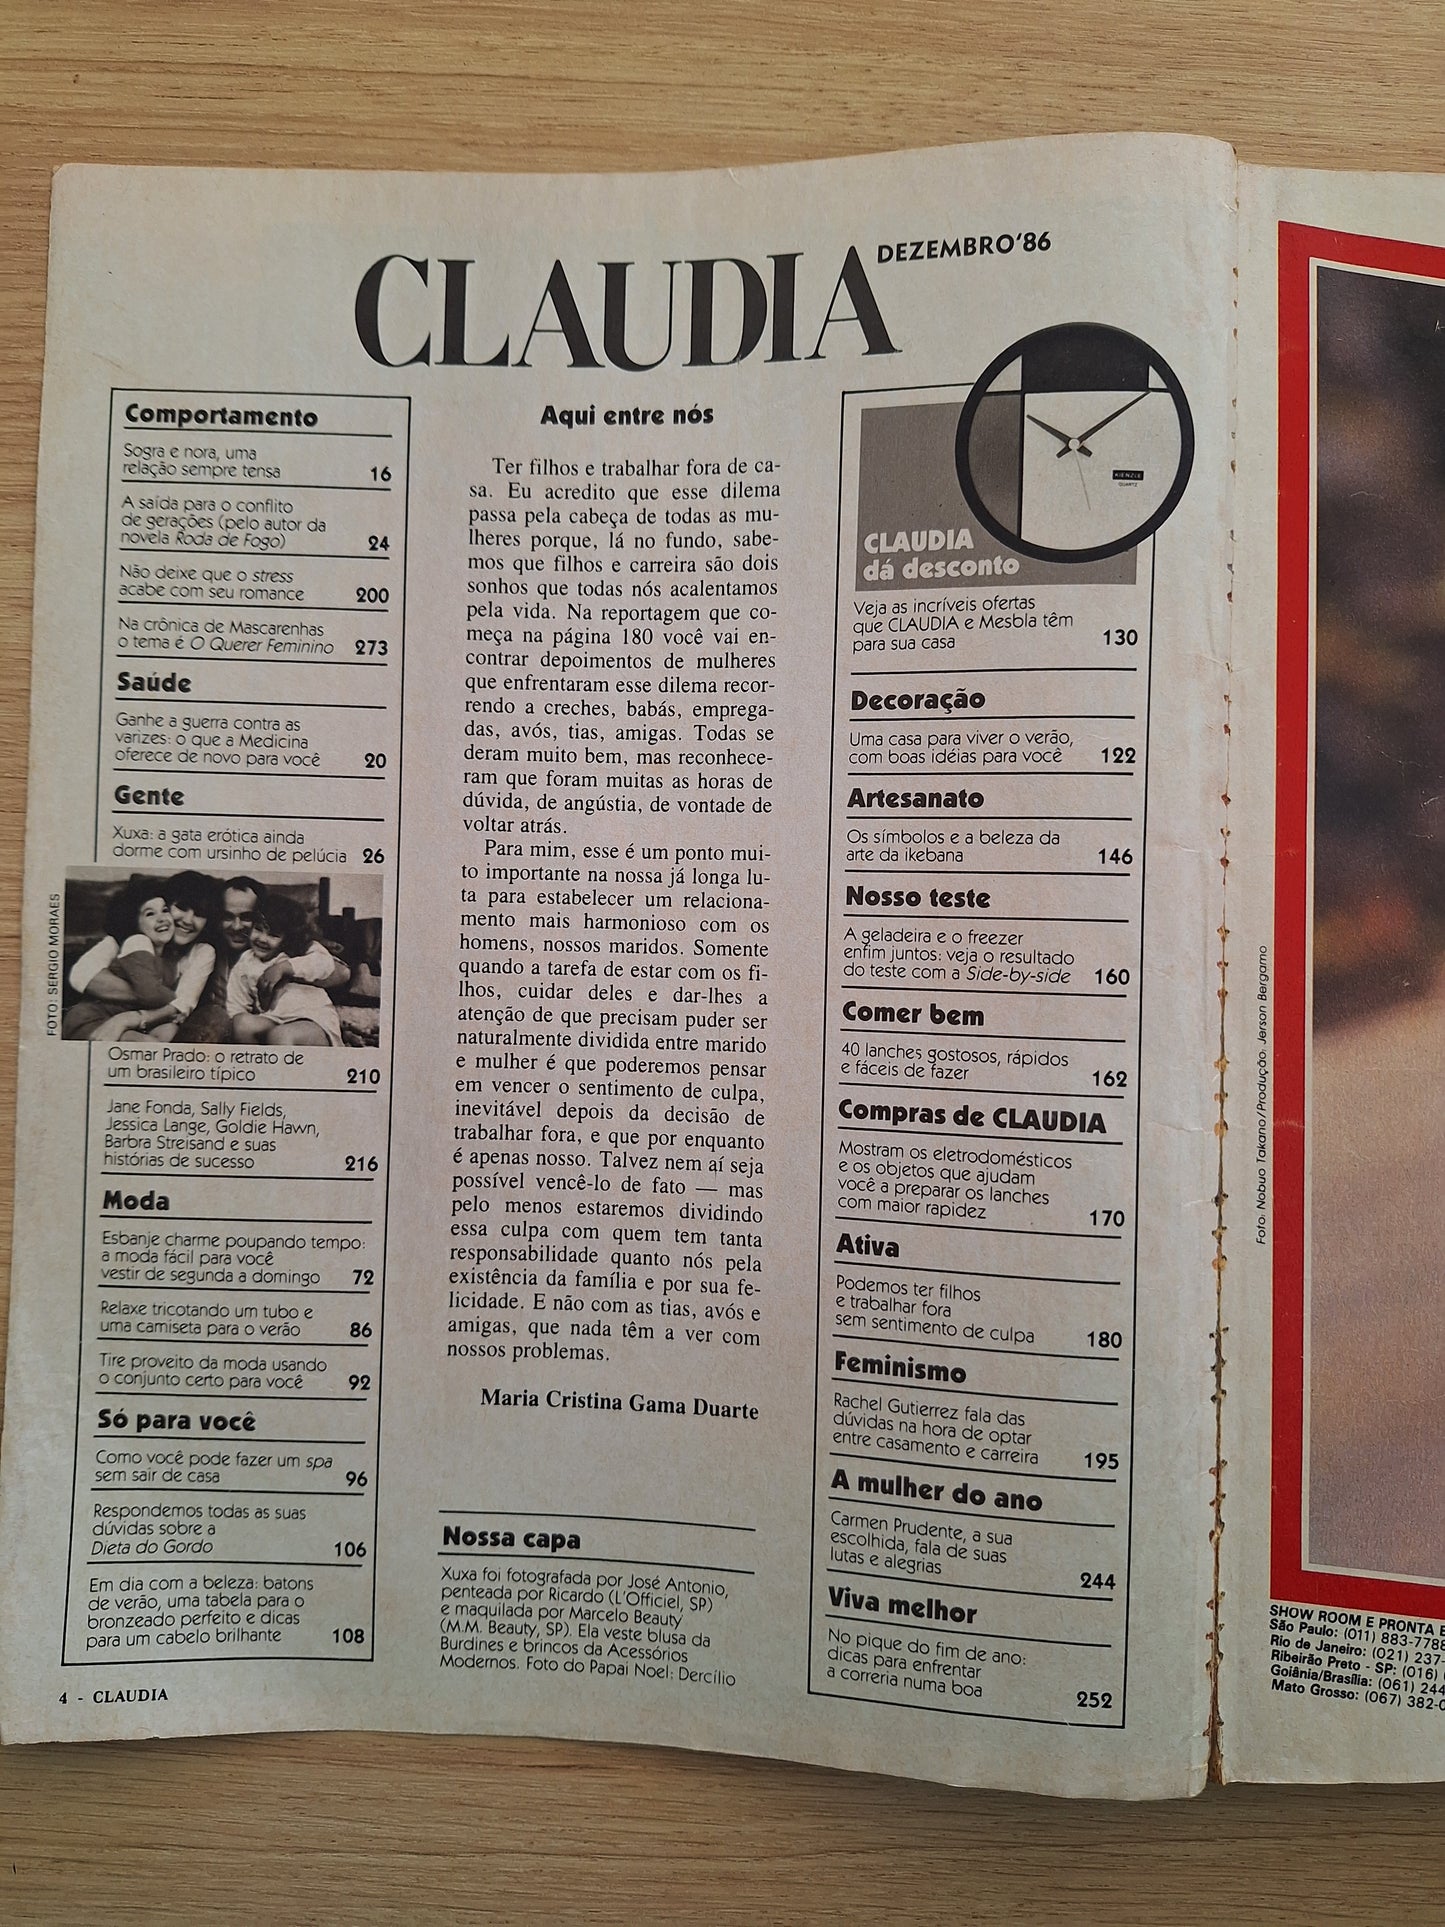 CLAUDIA
DEZEMBRO'86
Comportamento
Sogra e nora, uma
relação sempre tensa 16
A saída para o conflito
de gerações (pelo autor da
novela Roda de Fogo) 24
Não deixe que o stress
acabe com seu romance 200
Na crônica de Mascarenhas
o tema é O Querer Feminino 273
Saúde
Ganhe a guerra contra as
varizes: o que a Medicina
oferece de novo para você 20
Gente
Xuxa: a gata erótica ainda
dorme com ursinho de pelúcia 26
FOTO: SERGIO MORAES
Osmar Prado: o retrato de
um brasileiro típico 210
Jane Fonda, Sally Fields,
Jessica Lange, Goldie Hawn,
Barbra Streisand e suas
histórias de sucesso 216
Moda
Esbanje charme poupando tempo:
a moda fácil para você
vestir de segunda a domingo 72
Relaxe tricotando um tubo e
uma camiseta para o verão 86
Tire proveito da moda usando
o conjunto certo para você 92
Só para você
Como você pode fazer um spa
sem sair de casa 96
Respondemos todas as suas
dúvidas sobre a
Dieta do Gordo 106
Em dia com a beleza: batons
de verão, uma tabela para o
bronzeado perfeito e dicas
para um cabelo brilhante 108
4 - CLAUDIA
Aqui entre nós
Ter filhos e trabalhar fora de ca-
sa. Eu acredito que esse dilema
passa pela cabeça de todas as mu-
lheres porque, lá no fundo, sabe-
mos que filhos e carreira são dois
sonhos que todas nós acalentamos
pela vida. Na reportagem que co-
meça na página 180 você vai en-
contrar depoimentos de mulheres
que enfrentaram esse dilema recor-
rendo a creches, babás, emprega-
das, avós, tias, amigas. Todas se
deram muito bem, mas reconhece-
ram que foram muitas as horas de
dúvida, de angústia, de vontade de
voltar atrás.
Para mim, esse é um ponto mui-
to importante na nossa já longa lu-
ta para estabelecer um relaciona-
mento mais harmonioso com os
homens, nossos maridos. Somente
quando a tarefa de estar com os fi-
lhos, cuidar deles e dar-lhes a
atenção de que precisam puder ser
naturalmente dividida entre marido
e mulher é que poderemos pensar
em vencer o sentimento de culpa,
inevitável depois da decisão de
trabalhar fora, e que por enquanto
é apenas nosso. Talvez nem aí seja
possível vencê-lo de fato — mas
pelo menos estaremos dividindo
essa culpa com quem tem tanta
responsabilidade quanto nós pela
existência da família e por sua fe-
licidade. E não com as tias, avós e
amigas, que nada têm a ver com
nossos problemas.
Maria Cristina Gama Duarte
Nossa capa
Xuxa foi fotografada por José Antonio,
penteada por Ricardo (L'Officiel, SP)
e maquilada por Marcelo Beauty
(M.M. Beauty, SP). Ela veste blusa da
Burdines e brincos da Acessórios
Modernos. Foto do Papai Noel: Dercílio
KIENZLE
QUARTZ
CLAUDIA
dá desconto
Veja as incríveis ofertas
que CLAUDIA e Mesbla têm
para sua casa 130
Decoração
Uma casa para viver o verão,
com boas idéias para você 122
Artesanato
Os símbolos e a beleza da
arte da ikebana 146
Nosso teste
A geladeira e o freezer
enfim juntos: veja o resultado
do teste com a Side-by-side 160
Comer bem
40 lanches gostosos, rápidos
e fáceis de fazer 162
Compras de CLAUDIA
Mostram os eletrodomésticos
e os objetos que ajudam
você a preparar os lanches
com maior rapidez 170
Ativa
Podemos ter filhos
e trabalhar fora
sem sentimento de culpa 180
Feminismo
Rachel Gutierrez fala das
dúvidas na hora de optar
entre casamento e carreira 195
A mulher do ano
Carmen Prudente, a sua
escolhida, fala de suas
lutas e alegrias 244
Viva melhor
No pique do fim de ano:
dicas para enfrentar
a correria numa boa 252
Foto: Nobuo Takano/Produção: Jerson Bergamo
SHOW ROOM E PRONTA E
São Paulo: (011) 883-7788
Rio de Janeiro: (021) 237-
Ribeirão Preto - SP: (016)
Goiânia/Brasília: (061) 244
Mato Grosso: (067) 382-0